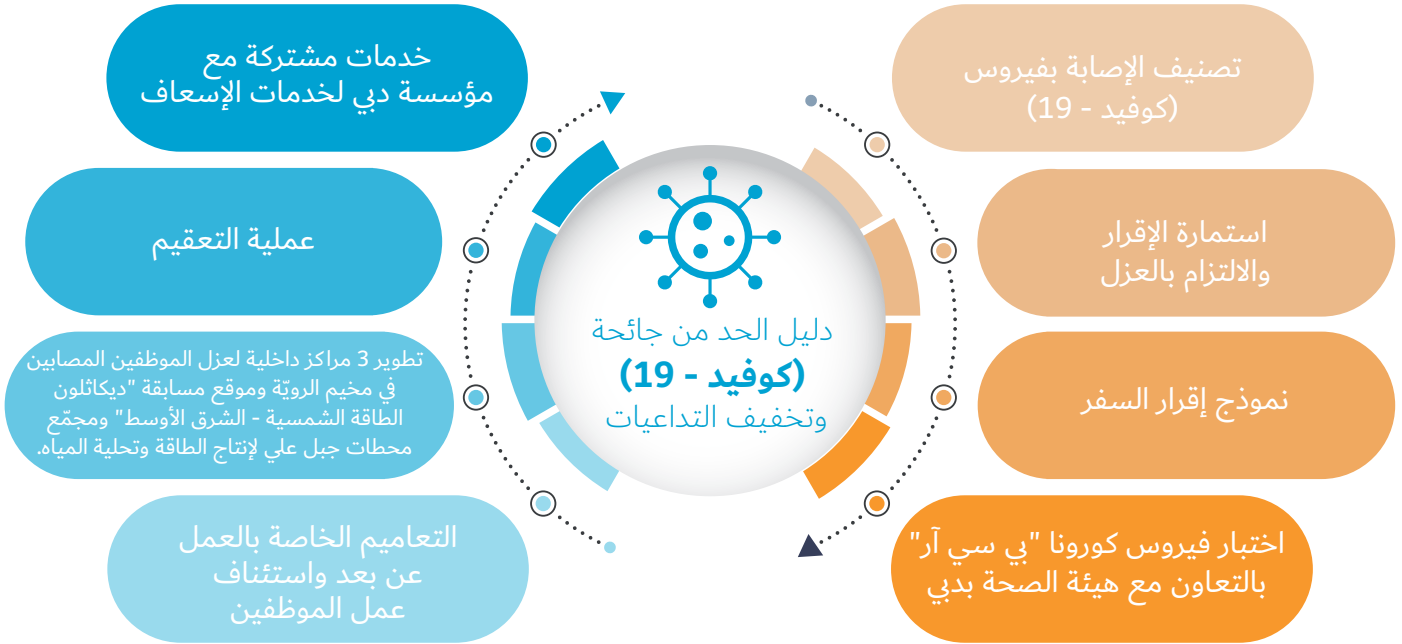 تصنيف الإصابة بفيروس
(كوفيد - 19)
استمارة الإقرار
والالتزام بالعزل
نموذج إقرار السفر
اختبار فيروس كورونا "بي سي آر"
بالتعاون مع هيئة الصحة بدبي
دليل الحد من جائحة
(كوفيد - 19)
وتخفيف التداعيات
خدمات مشتركة مع
مؤسسة دبي لخدمات الإسعاف
عملية التعقيم
تطوير 3 مراكز داخلية لعزل الموظفين المصابين
في مخيم الرويّة وموقع مسابقة "ديكاثلون
الطاقة الشمسية - الشرق الأوسط" ومجمّع
محطات جبل علي لإنتاج الطاقة وتحلية المياه.
التعاميم الخاصة بالعمل
عن بعد واستئناف
عمل الموظفين